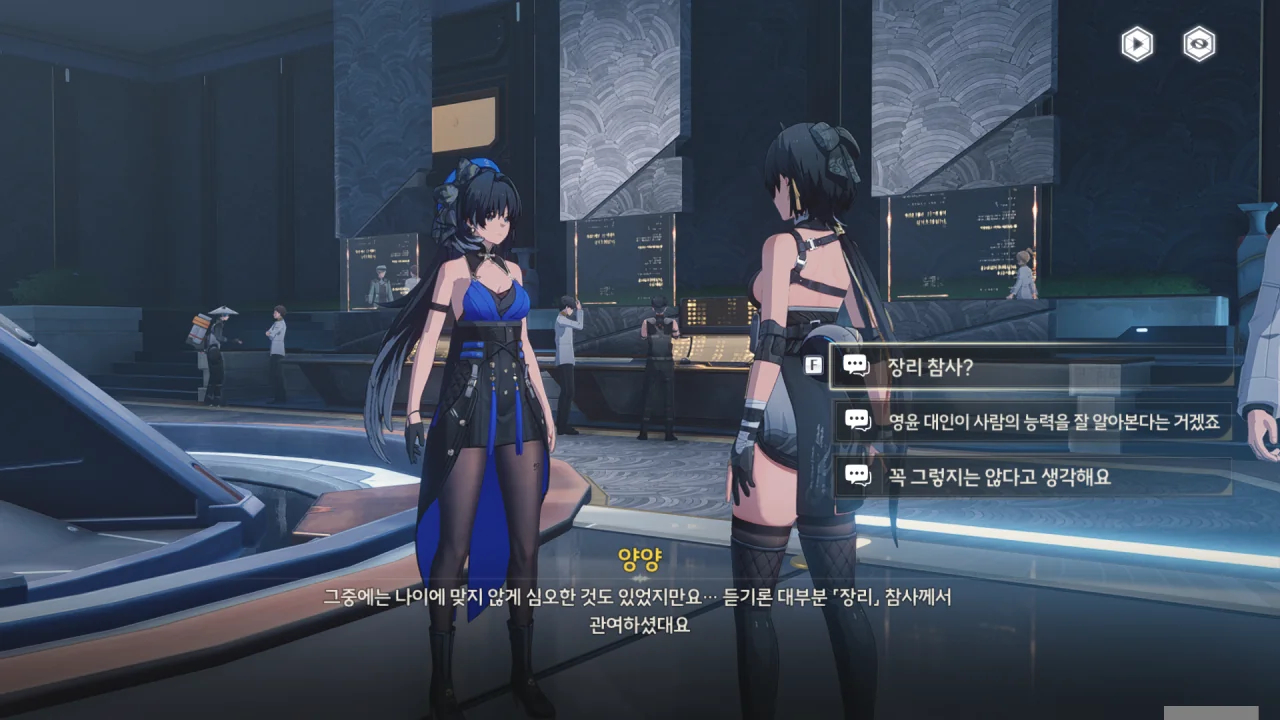 F
장리 참사?
영윤 대인이 사람의 능력을 잘 알아본다는 거겠죠
꼭 그렇지는 않다고 생각해요
양양
그중에는 나이에 맞지 않게 심오한 것도 있었지만요… 듣기론 대부분 「장리」 참사께서
관여하셨대요